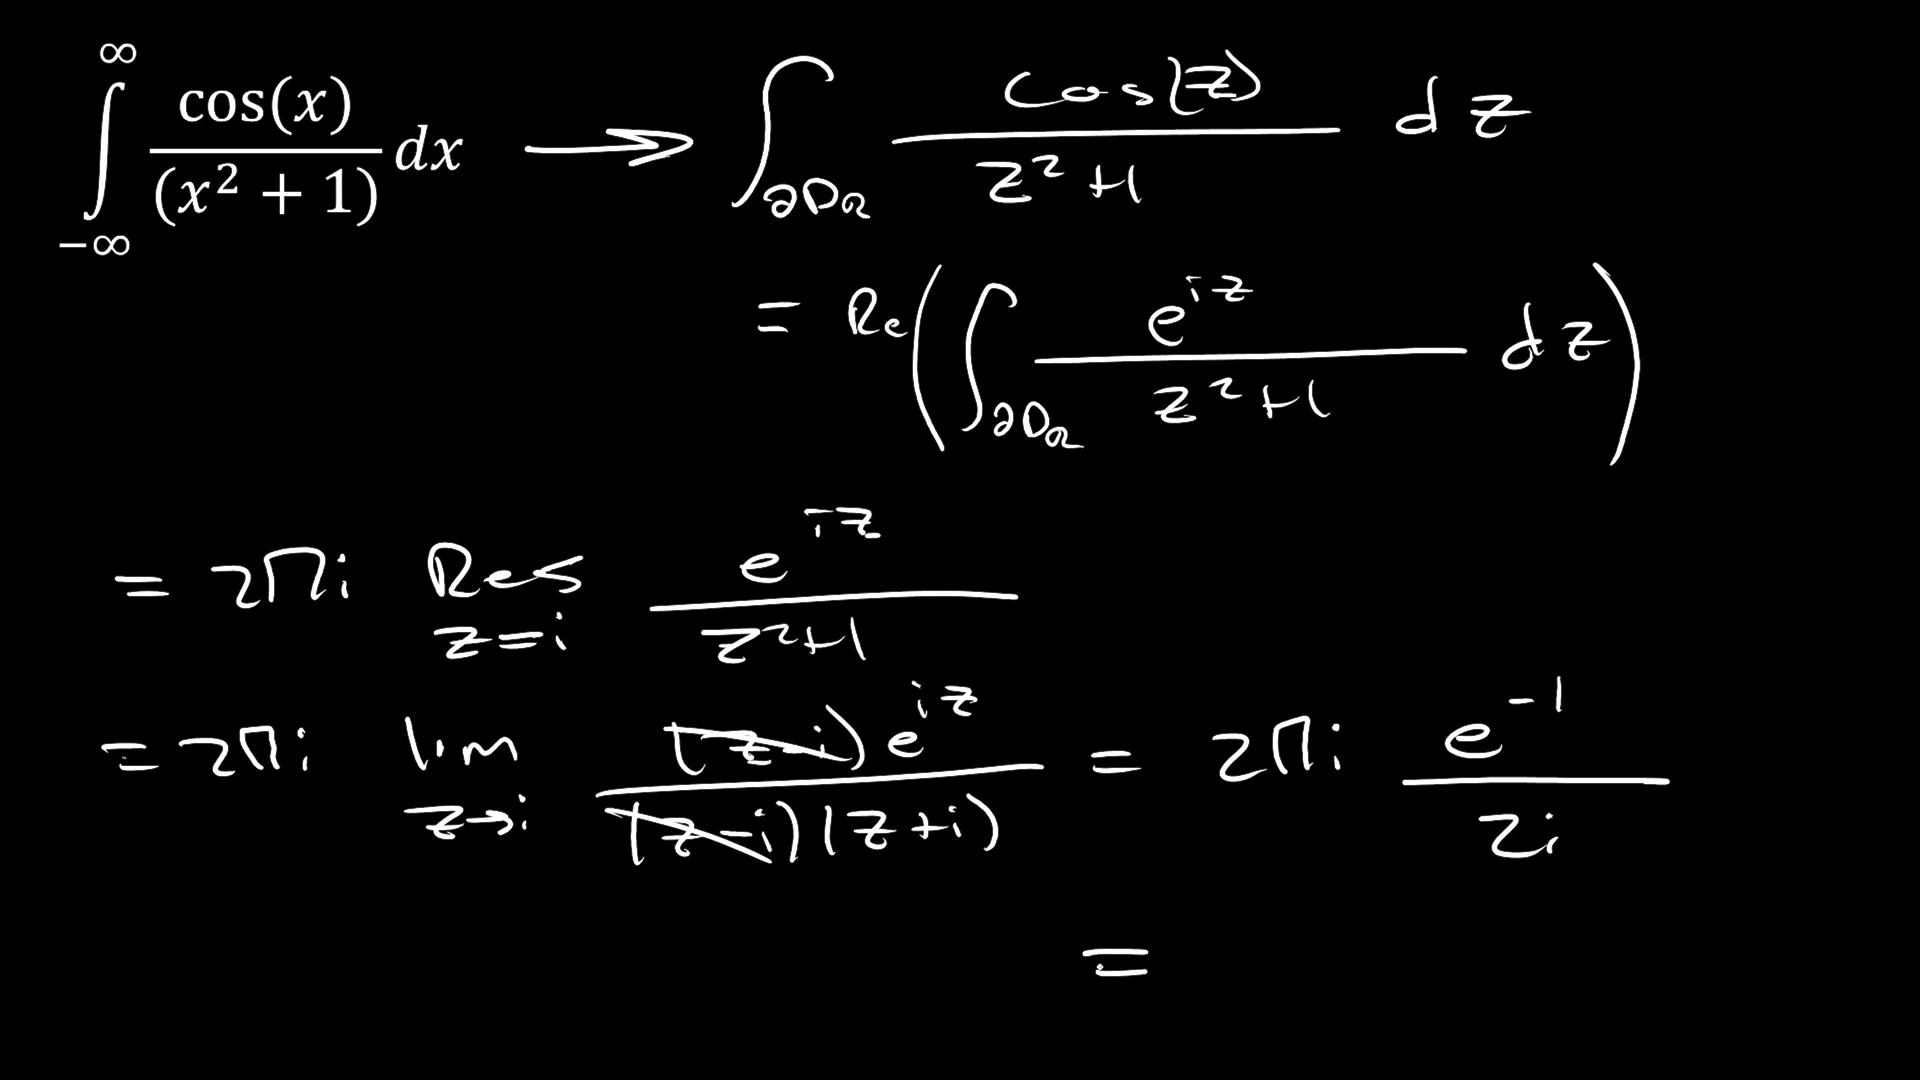 ∫_{-∞}^{∞} cos(x)/(x² + 1) dx → ∫_{∂D_R} cos(z)/(z²+1) dz
= Re(∫_{∂D_R} e^{iz}/(z²+1) dz)
= 2πi Res_{z=i} e^{iz}/(z²+1)
= 2πi lim_{z→i} (z-i)e^{iz}/((z-i)(z+i)) = 2πi e^{-1}/(2i)
=